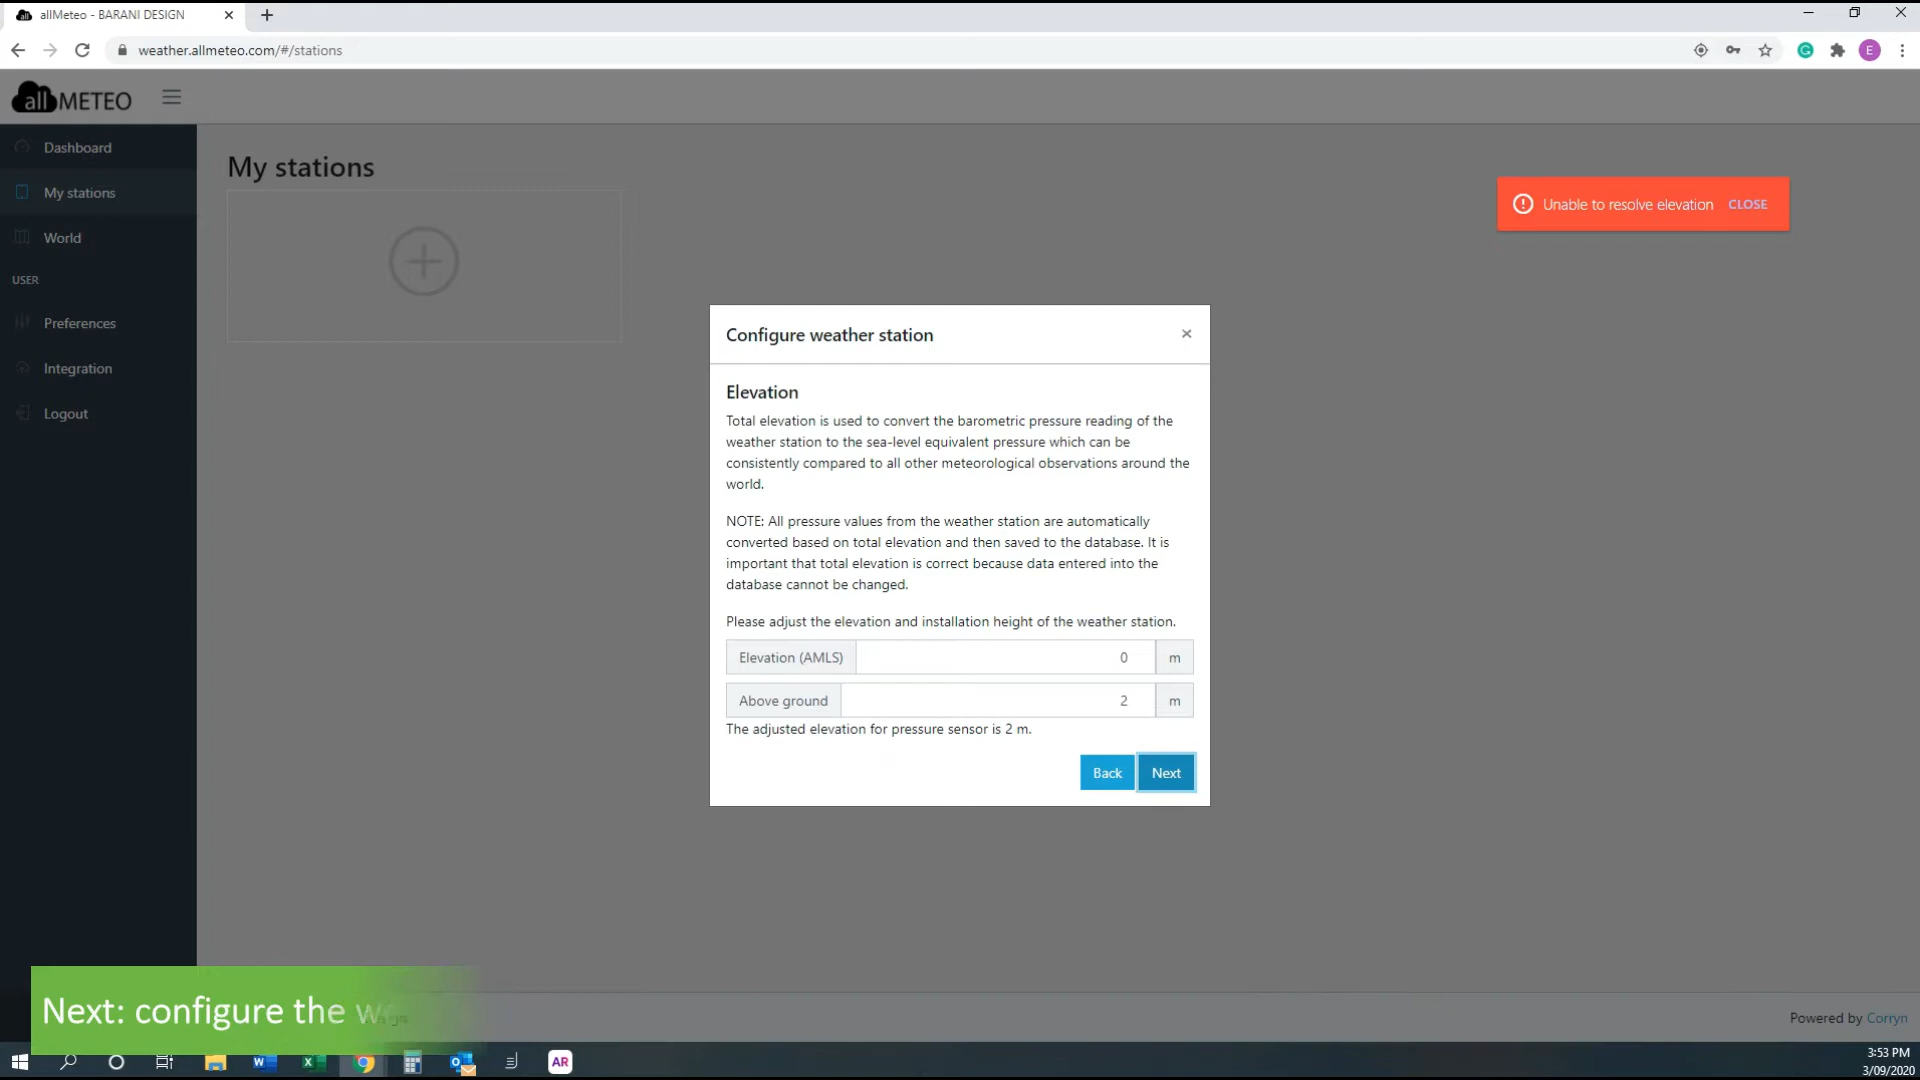 allMeteo - BARANI DESIGN
weather.allmeteo.com/#/stations
E
allMETEO
Dashboard
My stations
World
USER
Preferences
Integration
Logout
My stations
Unable to resolve elevation CLOSE
Configure weather station
Elevation
Total elevation is used to convert the barometric pressure reading of the
weather station to the sea-level equivalent pressure which can be
consistently compared to all other meteorological observations around the
world.
NOTE: All pressure values from the weather station are automatically
converted based on total elevation and then saved to the database. It is
important that total elevation is correct because data entered into the
database cannot be changed.
Please adjust the elevation and installation height of the weather station.
Elevation (AMLS) 0 m
Above ground 2 m
The adjusted elevation for pressure sensor is 2 m.
Back Next
Next: configure the
Powered by Corryn
AR
3:53 PM
3/09/2020